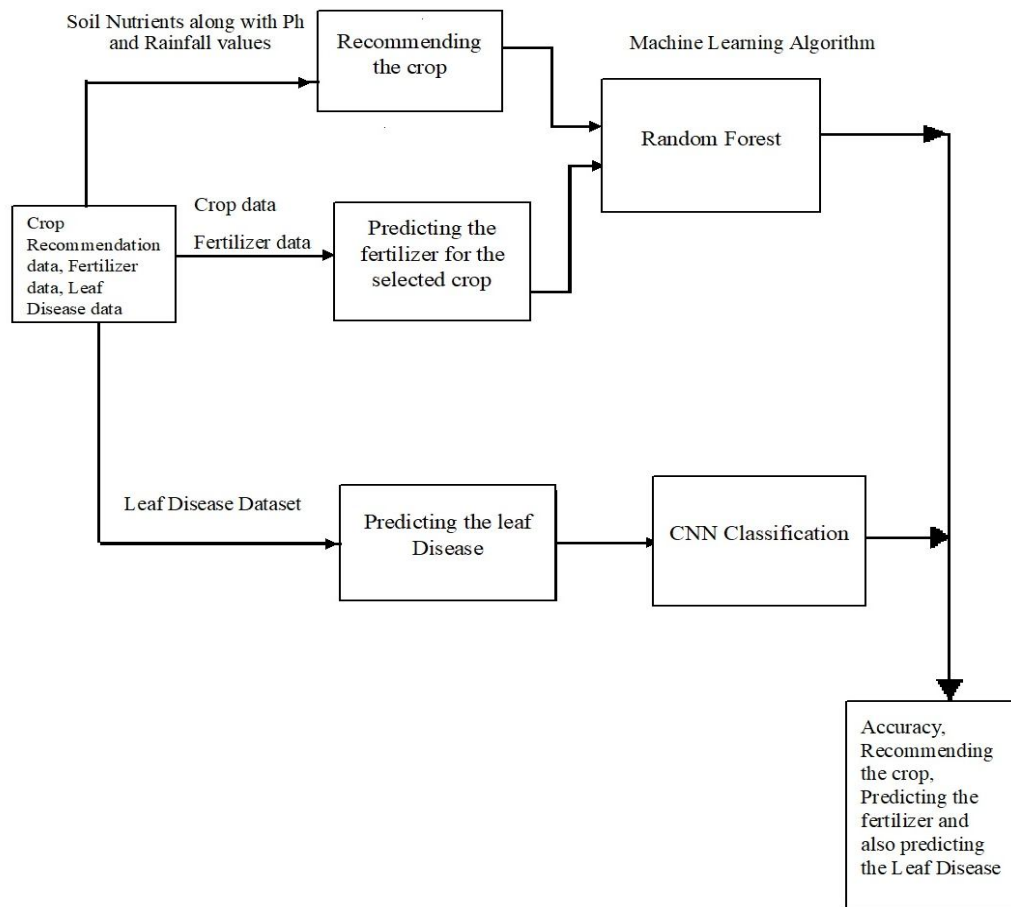 Soil Nutrients along with Ph
and Rainfall values
Recommending
the crop
Machine Learning Algorithm
Random Forest
Crop
Recommendation
data, Fertilizer
data, Leaf
Disease data
Crop data
Fertilizer data
Predicting the
fertilizer for the
selected crop
Leaf Disease Dataset
Predicting the leaf
Disease
CNN Classification
Accuracy,
Recommending
the crop,
Predicting the
fertilizer and
also predicting
the Leaf Disease